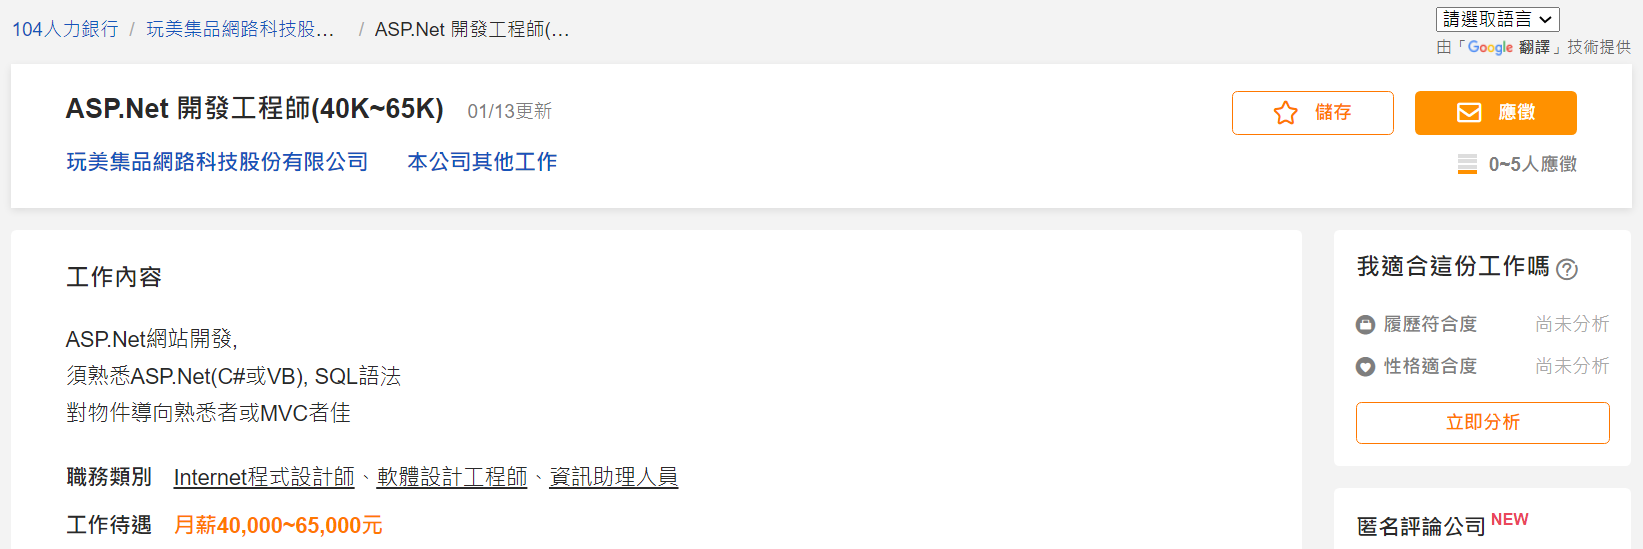 104人力銀行 / 玩美集品網路科技股... / ASP.Net 開發工程師(...
請選取語言
由「Google 翻譯」技術提供
ASP.Net 開發工程師(40K~65K) 01/13更新
儲存
應徵
玩美集品網路科技股份有限公司 本公司其他工作
0~5人應徵
工作內容
ASP.Net網站開發,
須熟悉ASP.Net(C#或VB), SQL語法
對物件導向熟悉者或MVC者佳
職務類別 Internet程式設計師、軟體設計工程師、資訊助理人員
工作待遇 月薪40,000~65,000元
我適合這份工作嗎 ?
履歷符合度 尚未分析
性格適合度 尚未分析
立即分析
匿名評論公司 NEW